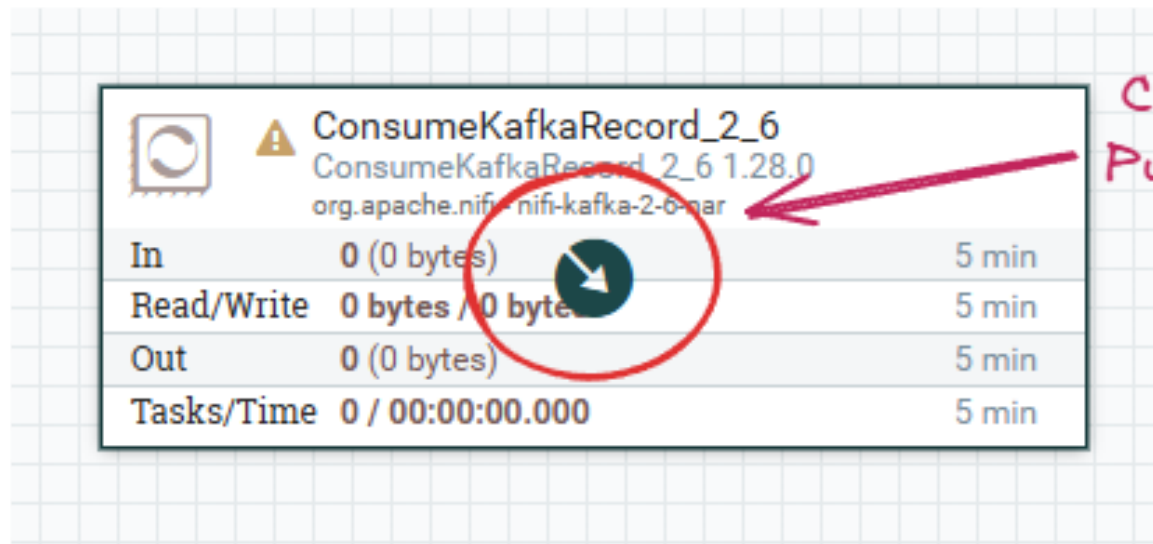 ConsumeKafkaRecord_2_6
ConsumeKafkaRecord_2_6 1.28.0
org.apache.nifi - nifi-kafka-2-6-nar
In 0 (0 bytes) 5 min
Read/Write 0 bytes / 0 bytes 5 min
Out 0 (0 bytes) 5 min
Tasks/Time 0 / 00:00:00.000 5 min